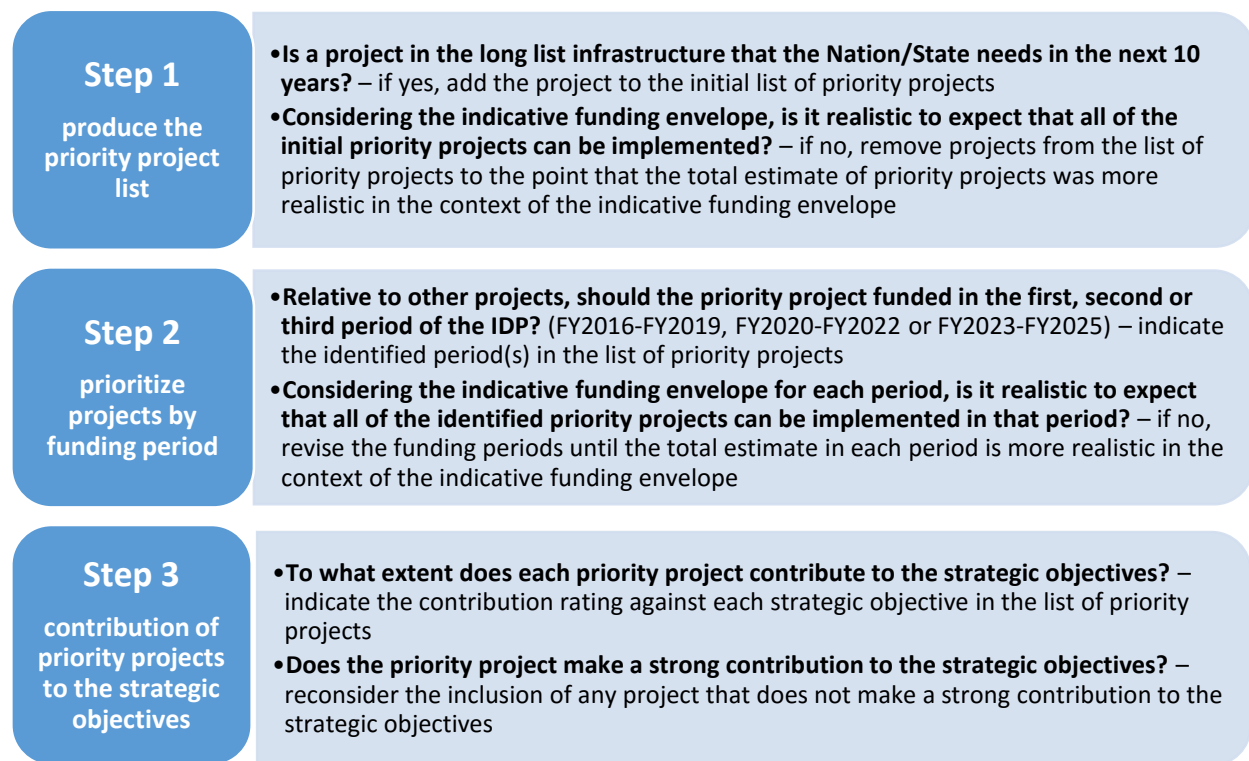 Step 1
produce the
priority project
list
•Is a project in the long list infrastructure that the Nation/State needs in the next 10
years? – if yes, add the project to the initial list of priority projects
•Considering the indicative funding envelope, is it realistic to expect that all of the
initial priority projects can be implemented? – if no, remove projects from the list of
priority projects to the point that the total estimate of priority projects was more
realistic in the context of the indicative funding envelope
Step 2
prioritize
projects by
funding period
•Relative to other projects, should the priority project funded in the first, second or
third period of the IDP? (FY2016-FY2019, FY2020-FY2022 or FY2023-FY2025) – indicate
the identified period(s) in the list of priority projects
•Considering the indicative funding envelope for each period, is it realistic to expect
that all of the identified priority projects can be implemented in that period? – if no,
revise the funding periods until the total estimate in each period is more realistic in the
context of the indicative funding envelope
Step 3
contribution of
priority projects
to the strategic
objectives
•To what extent does each priority project contribute to the strategic objectives? –
indicate the contribution rating against each strategic objective in the list of priority
projects
•Does the priority project make a strong contribution to the strategic objectives? –
reconsider the inclusion of any project that does not make a strong contribution to the
strategic objectives